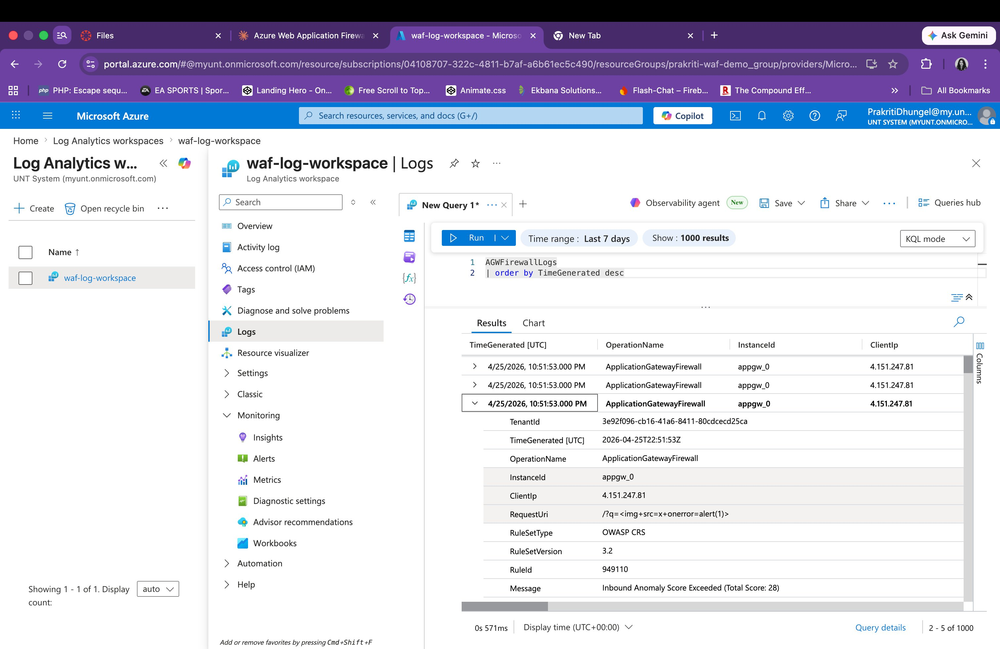 Files
Azure Web Application Firewa
waf-log-workspace - Microso
New Tab
Ask Gemini
portal.azure.com/#@myunt.onmicrosoft.com/resource/subscriptions/04108707-322c-4811-b7af-a6b61ec5c490/resourceGroups/prakriti-waf-demo_group/providers/Micro...
php PHP: Escape sequ...
EA EA SPORTS | Spor...
Landing Hero - On...
Free Scroll to Top...
Animate.css
Ekbana Solutions...
Flash-Chat – Fireb...
R The Compound Eff...
All Bookmarks
Microsoft Azure
Search resources, services, and docs (G+/)
Copilot
PrakritiDhungel@my.un...
UNT SYSTEM (MYUNT.ONMICRO...
Home > Log Analytics workspaces > waf-log-workspace
Log Analytics w...
UNT System (myunt.onmicrosoft.com)
Create
Open recycle bin
...
Name ↑
waf-log-workspace
Showing 1 - 1 of 1. Display
count:
auto
waf-log-workspace | Logs
Log Analytics workspace
Search
Overview
Activity log
Access control (IAM)
Tags
Diagnose and solve problems
Logs
Resource visualizer
Settings
Classic
Monitoring
Insights
Alerts
Metrics
Diagnostic settings
Advisor recommendations
Workbooks
Automation
Help
Add or remove favorites by pressing Cmd+Shift+F
New Query 1*
Observability agent
New
Save
Share
Queries hub
Run
Time range : Last 7 days
Show : 1000 results
KQL mode
1 AGWFirewallLogs
2 | order by TimeGenerated desc
Results
Chart
TimeGenerated [UTC] OperationName InstanceId ClientIp
4/25/2026, 10:51:53.000 PM ApplicationGatewayFirewall appgw_0 4.151.247.81
4/25/2026, 10:51:53.000 PM ApplicationGatewayFirewall appgw_0 4.151.247.81
4/25/2026, 10:51:53.000 PM ApplicationGatewayFirewall appgw_0 4.151.247.81
TenantId 3e92f096-cb16-41a6-8411-80cdcecd25ca
TimeGenerated [UTC] 2026-04-25T22:51:53Z
OperationName ApplicationGatewayFirewall
InstanceId appgw_0
ClientIp 4.151.247.81
RequestUri /?q=<img+src=x+onerror=alert(1)>
RuleSetType OWASP CRS
RuleSetVersion 3.2
RuleId 949110
Message Inbound Anomaly Score Exceeded (Total Score: 28)
Columns
0s 571ms
Display time (UTC+00:00)
Query details
2 - 5 of 1000